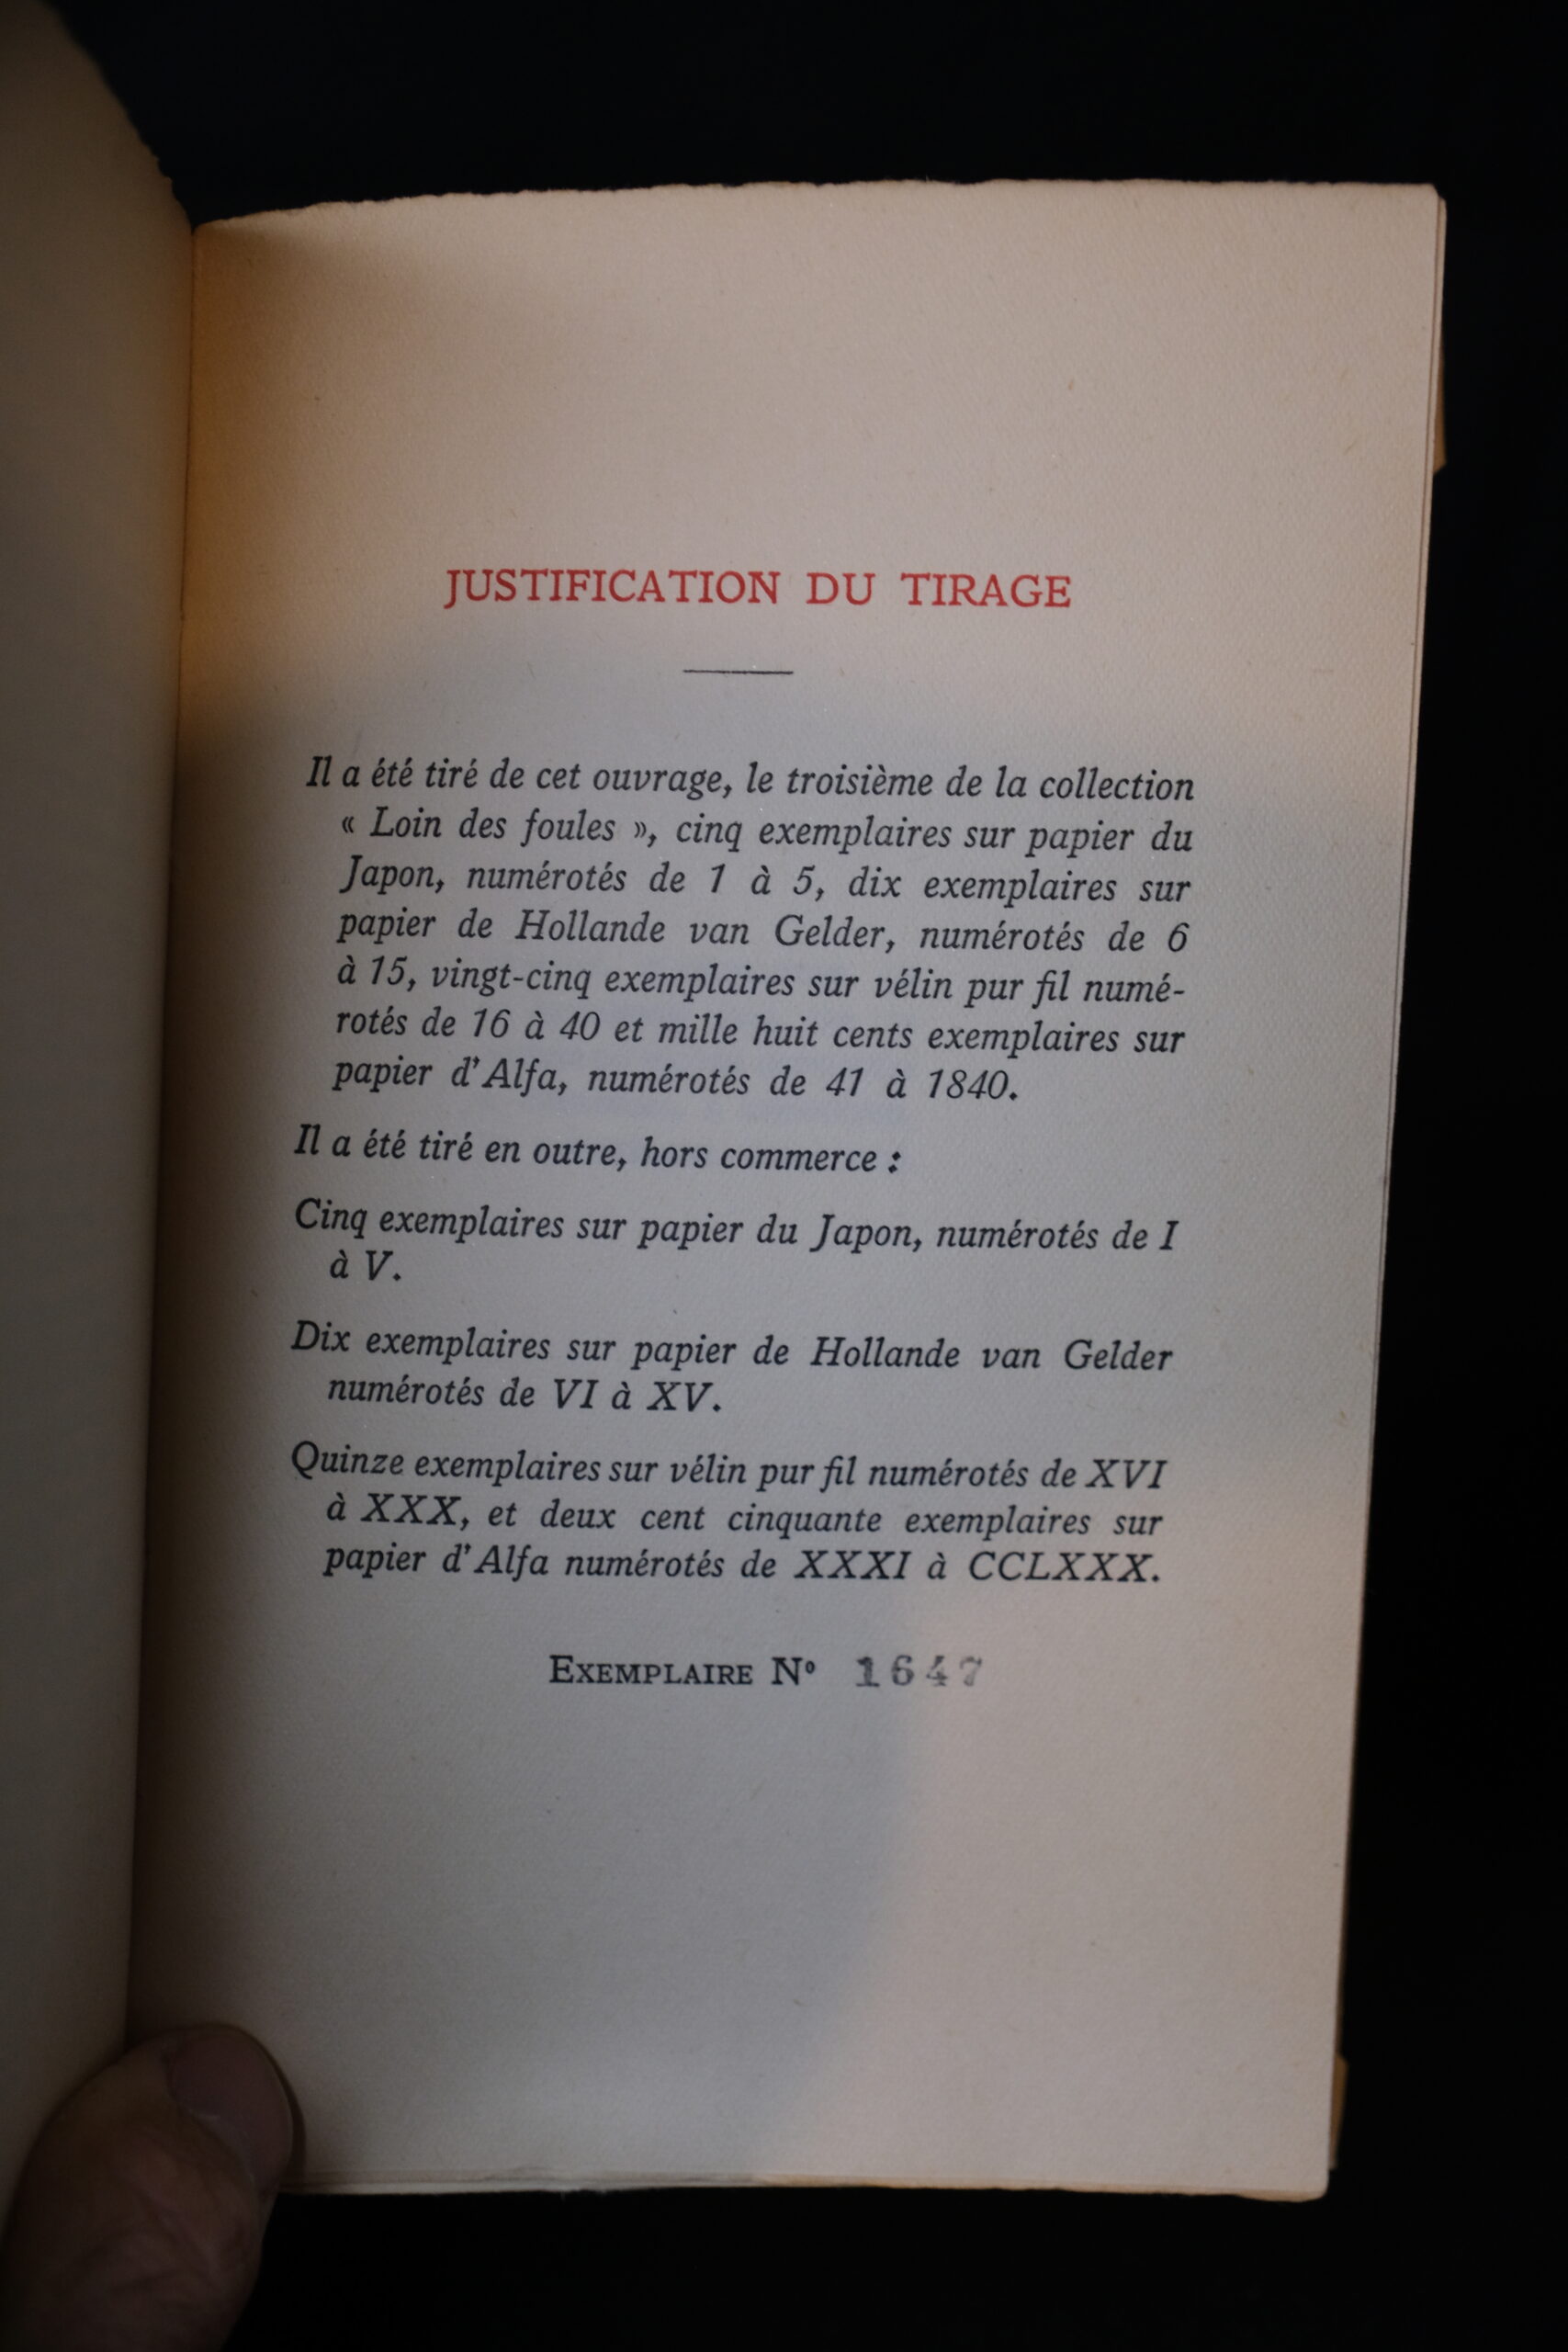 JUSTIFICATION DU TIRAGE
Il a été tiré de cet ouvrage, le troisième de la collection
« Loin des foules », cinq exemplaires sur papier du
Japon, numérotés de 1 à 5, dix exemplaires sur
papier de Hollande van Gelder, numérotés de 6
à 15, vingt-cinq exemplaires sur vélin pur fil numé-
rotés de 16 à 40 et mille huit cents exemplaires sur
papier d'Alfa, numérotés de 41 à 1840.
Il a été tiré en outre, hors commerce :
Cinq exemplaires sur papier du Japon, numérotés de I
à V.
Dix exemplaires sur papier de Hollande van Gelder
numérotés de VI à XV.
Quinze exemplaires sur vélin pur fil numérotés de XVI
à XXX, et deux cent cinquante exemplaires sur
papier d'Alfa numérotés de XXXI à CCLXXX.
EXEMPLAIRE Nº 1647